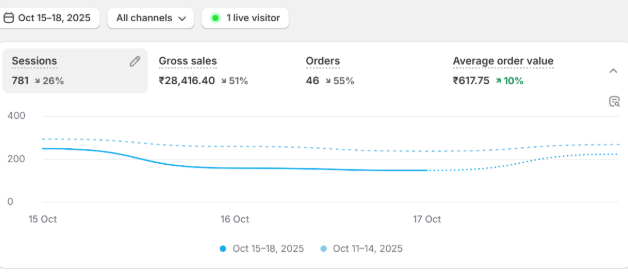 Oct 15–18, 2025 All channels 1 live visitor
Sessions Gross sales Orders Average order value
781 ↘ 26% ₹28,416.40 ↘ 51% 46 ↘ 55% ₹617.75 ↗ 10%
400
200
0
15 Oct 16 Oct 17 Oct
Oct 15–18, 2025 Oct 11–14, 2025